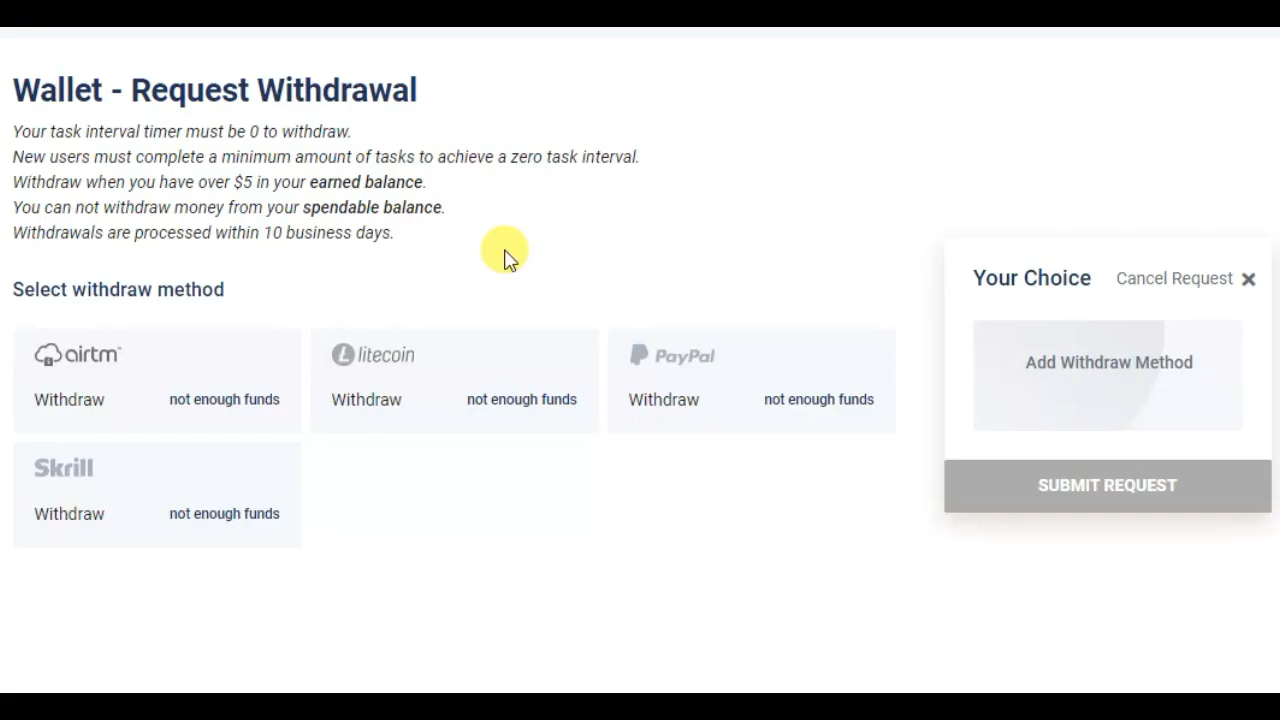 Wallet - Request Withdrawal
Your task interval timer must be 0 to withdraw.
New users must complete a minimum amount of tasks to achieve a zero task interval.
Withdraw when you have over $5 in your earned balance.
You can not withdraw money from your spendable balance.
Withdrawals are processed within 10 business days.
Select withdraw method
airtm
Withdraw not enough funds
litecoin
Withdraw not enough funds
PayPal
Withdraw not enough funds
Skrill
Withdraw not enough funds
Your Choice Cancel Request
Add Withdraw Method
SUBMIT REQUEST